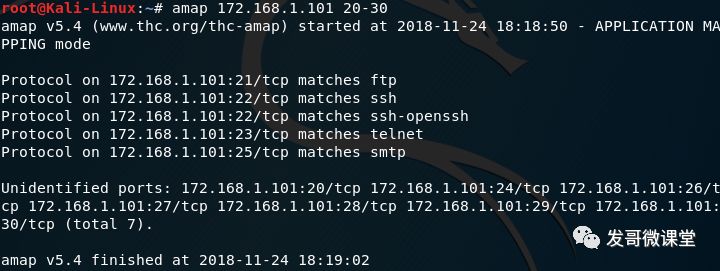 root@Kali-Linux:~# amap 172.168.1.101 20-30
amap v5.4 (www.thc.org/thc-amap) started at 2018-11-24 18:18:50 - APPLICATION MA
PPING mode
Protocol on 172.168.1.101:21/tcp matches ftp
Protocol on 172.168.1.101:22/tcp matches ssh
Protocol on 172.168.1.101:22/tcp matches ssh-openssh
Protocol on 172.168.1.101:23/tcp matches telnet
Protocol on 172.168.1.101:25/tcp matches smtp
Unidentified ports: 172.168.1.101:20/tcp 172.168.1.101:24/tcp 172.168.1.101:26/t
cp 172.168.1.101:27/tcp 172.168.1.101:28/tcp 172.168.1.101:29/tcp 172.168.1.101:
30/tcp (total 7).
发哥微课堂
amap v5.4 finished at 2018-11-24 18:19:02